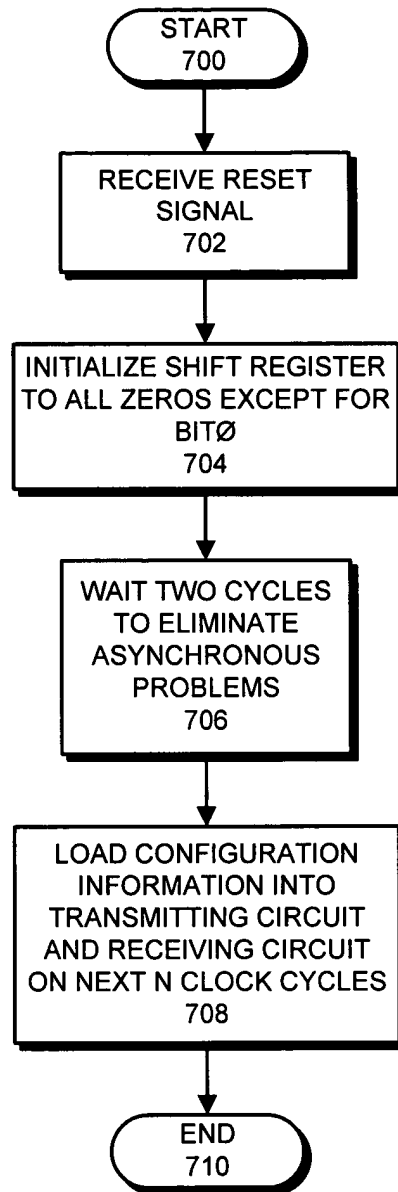 START
700
RECEIVE RESET
SIGNAL
702
INITIALIZE SHIFT REGISTER
TO ALL ZEROS EXCEPT FOR
BITØ
704
WAIT TWO CYCLES
TO ELIMINATE
ASYNCHRONOUS
PROBLEMS
706
LOAD CONFIGURATION
INFORMATION INTO
TRANSMITTING CIRCUIT
AND RECEIVING CIRCUIT
ON NEXT N CLOCK CYCLES
708
END
710